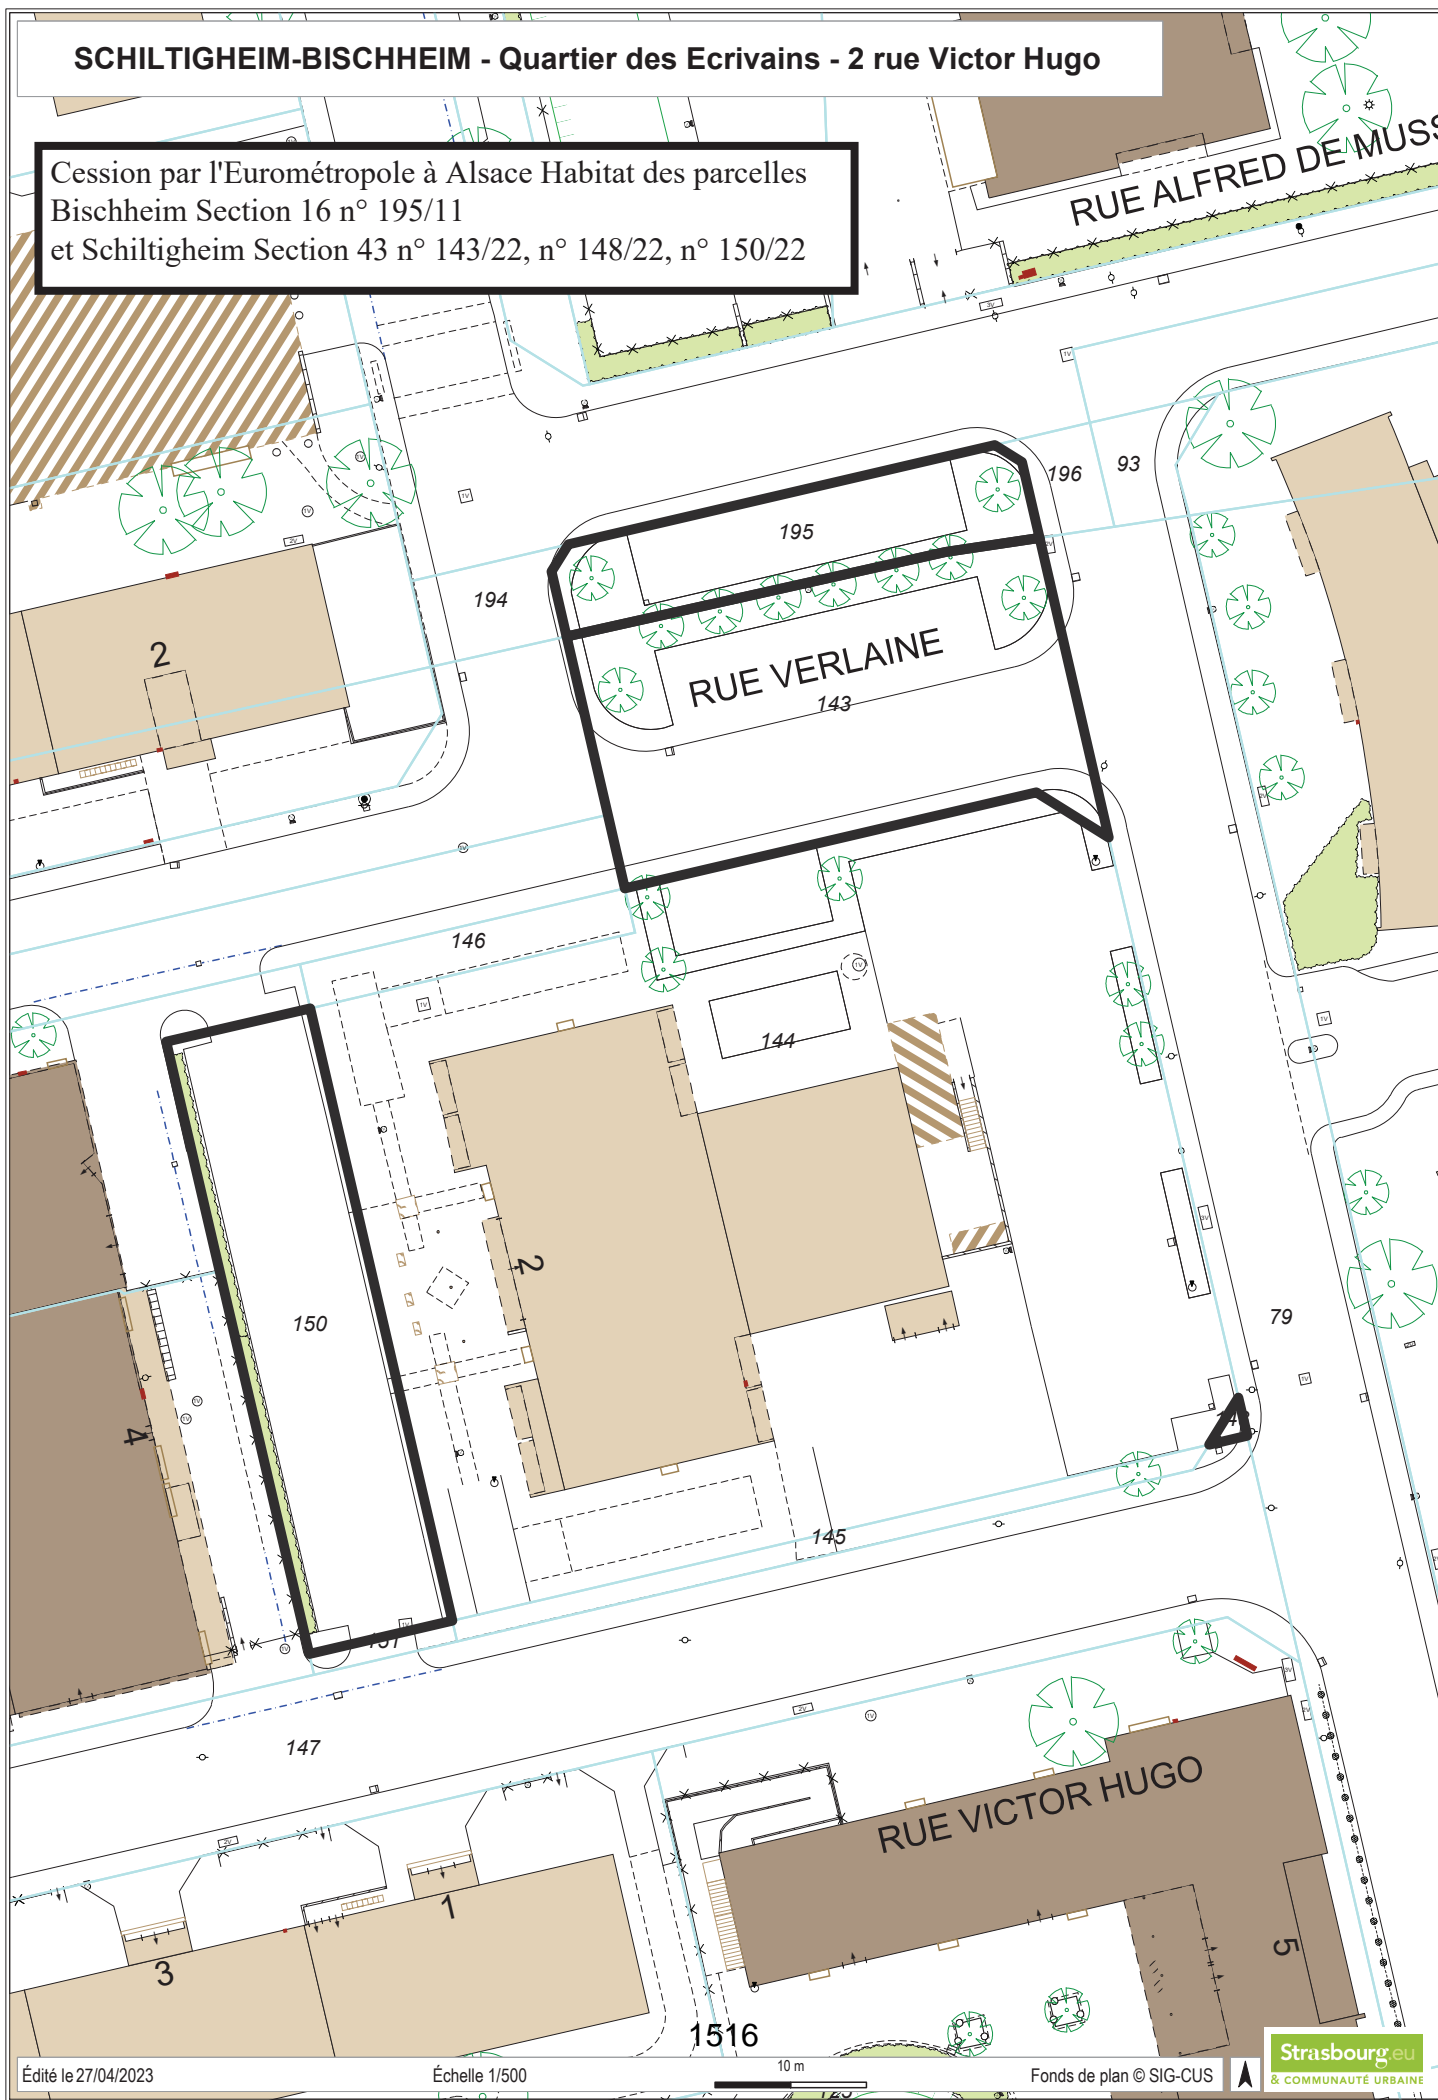 SCHILTIGHEIM-BISCHHEIM - Quartier des Ecrivains - 2 rue Victor Hugo
Cession par l'Eurométropole à Alsace Habitat des parcelles
Bischheim Section 16 n° 195/11
et Schiltigheim Section 43 n° 143/22, n° 148/22, n° 150/22
RUE ALFRED DE MUSS
196
93
195
194
2
RUE VERLAINE
143
146
144
2
150
79
4
145
147
RUE VICTOR HUGO
1
3
5
1516
Édité le 27/04/2023
Échelle 1/500
10 m
Fonds de plan © SIG-CUS
Strasbourg.eu
& COMMUNAUTÉ URBAINE